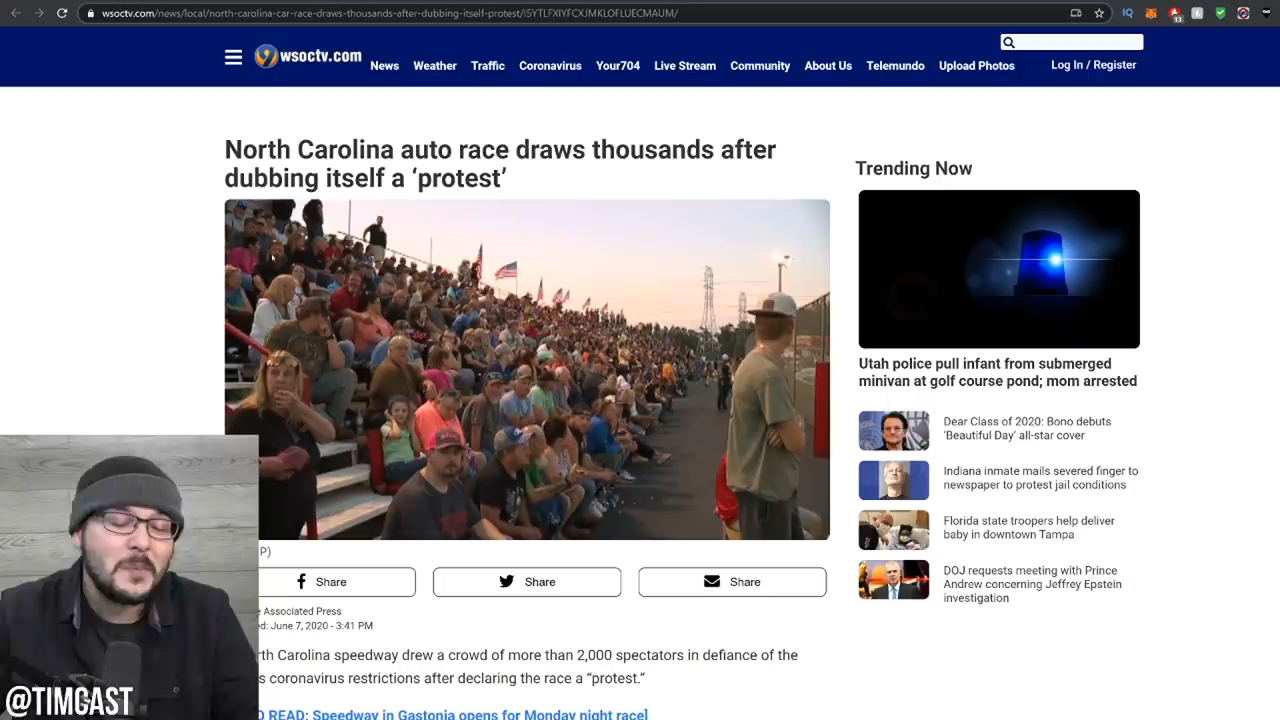 wsoctv.com/news/local/north-carolina-car-race-draws-thousands-after-dubbing-itself-protest/I5YTLFXIYFCXJMKLOFLUECMAUM/
IQ
13
9 wsoctv.com
News
Weather
Traffic
Coronavirus
Your704
Live Stream
Community
About Us
Telemundo
Upload Photos
Log In / Register
North Carolina auto race draws thousands after
dubbing itself a ‘protest’
P)
Share
Share
Share
e Associated Press
ed: June 7, 2020 - 3:41 PM
rth Carolina speedway drew a crowd of more than 2,000 spectators in defiance of the
s coronavirus restrictions after declaring the race a “protest.”
O READ: Speedway in Gastonia opens for Monday night race]
Trending Now
Utah police pull infant from submerged
minivan at golf course pond; mom arrested
Dear Class of 2020: Bono debuts
‘Beautiful Day’ all-star cover
Indiana inmate mails severed finger to
newspaper to protest jail conditions
Florida state troopers help deliver
baby in downtown Tampa
DOJ requests meeting with Prince
Andrew concerning Jeffrey Epstein
investigation
@TIMCAST